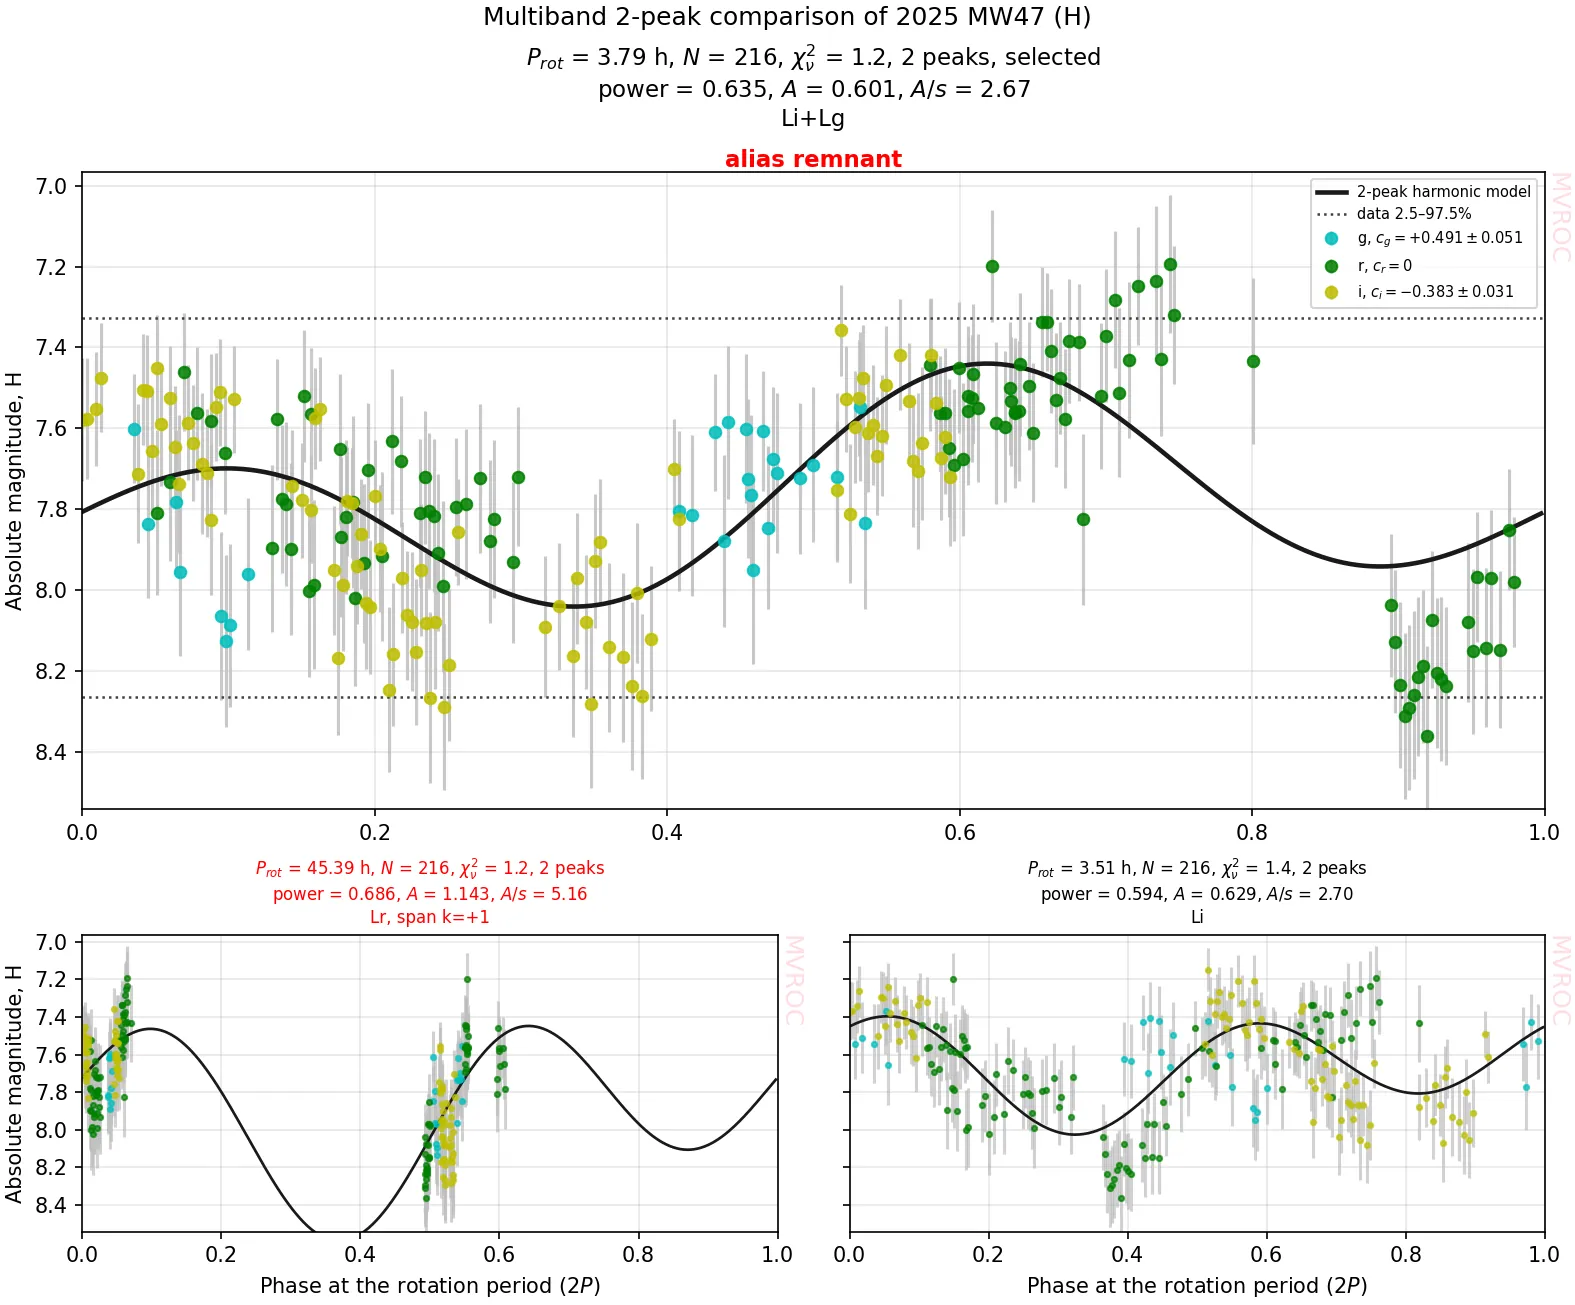 Multiband 2-peak comparison of 2025 MW47 (H)
P_rot = 3.79 h, N = 216, χ²_ν = 1.2, 2 peaks, selected
power = 0.635, A = 0.601, A/s = 2.67
Li+Lg
alias remnant
2-peak harmonic model
data 2.5–97.5%
g, c_g = +0.491 ± 0.051
r, c_r = 0
i, c_i = −0.383 ± 0.031
MVROC
Absolute magnitude, H
7.0
7.2
7.4
7.6
7.8
8.0
8.2
8.4
0.0 0.2 0.4 0.6 0.8 1.0
P_rot = 45.39 h, N = 216, χ²_ν = 1.2, 2 peaks
power = 0.686, A = 1.143, A/s = 5.16
Lr, span k=+1
MVROC
Absolute magnitude, H
7.0
7.2
7.4
7.6
7.8
8.0
8.2
8.4
0.0 0.2 0.4 0.6 0.8 1.0
Phase at the rotation period (2P)
P_rot = 3.51 h, N = 216, χ²_ν = 1.4, 2 peaks
power = 0.594, A = 0.629, A/s = 2.70
Li
MVROC
0.0 0.2 0.4 0.6 0.8 1.0
Phase at the rotation period (2P)